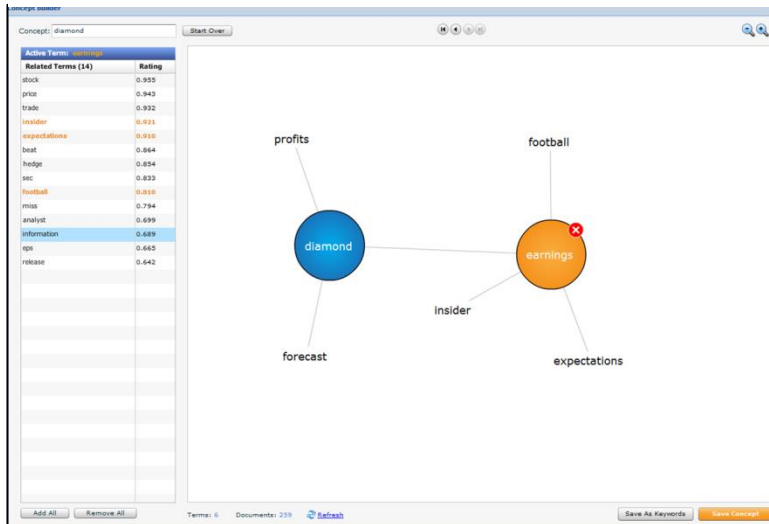 Concept Builder
Concept: diamond
Start Over
Active Term: earnings
Related Terms (14) Rating
stock 0.955
price 0.943
trade 0.932
insider 0.921
expectations 0.910
beat 0.864
hedge 0.854
sec 0.833
football 0.810
miss 0.794
analyst 0.699
information 0.689
eps 0.665
release 0.642
profits
football
diamond
earnings
insider
forecast
expectations
Add All Remove All
Terms: 6 Documents: 259 Refresh
Save As Keywords Save Concept